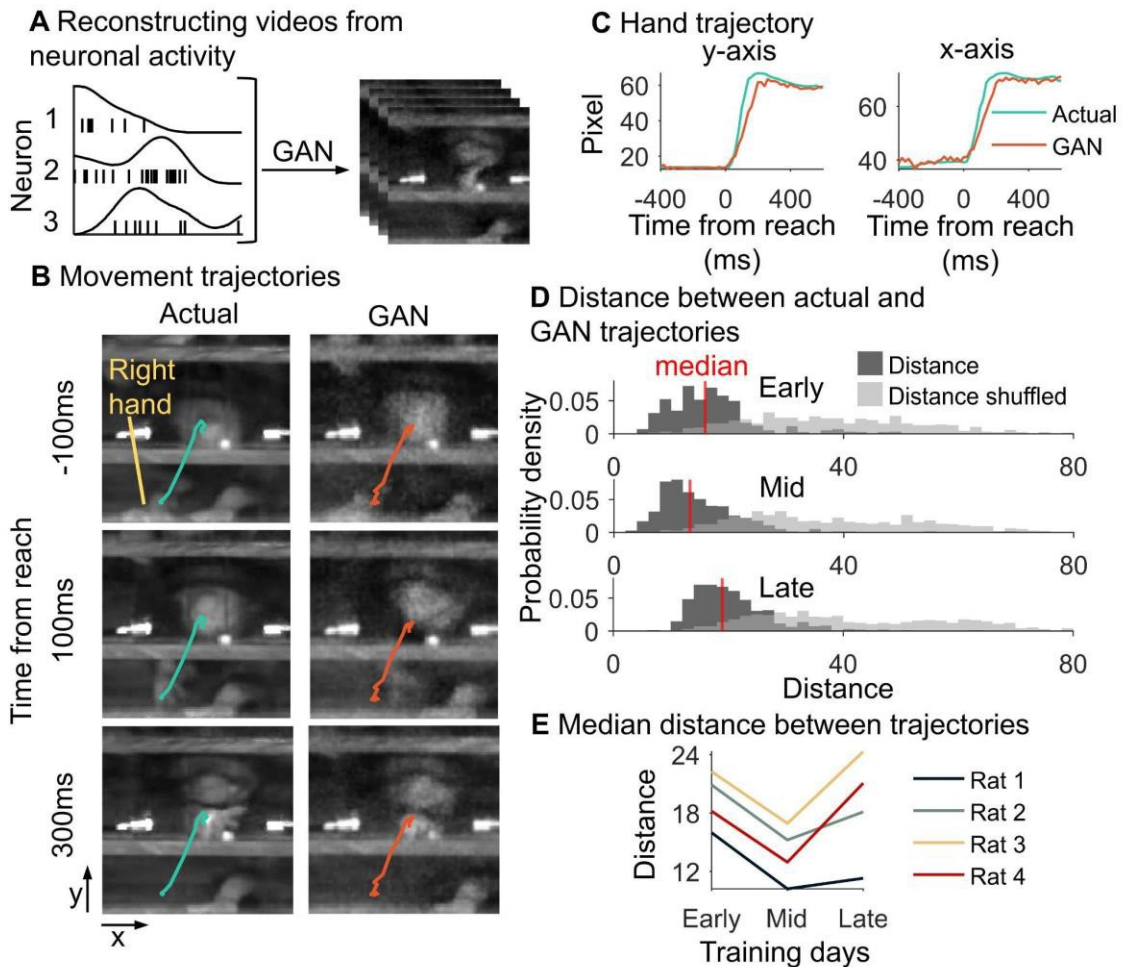 A Reconstructing videos from
neuronal activity
Neuron
1
2
3
GAN
B Movement trajectories
Actual
GAN
Right
hand
Time from reach
-100ms
100ms
300ms
y
x
C Hand trajectory
y-axis
x-axis
Pixel
60
40
20
60
40
Actual
GAN
-400
0
400
-400
0
400
Time from reach
(ms)
Time from reach
(ms)
D Distance between actual and
GAN trajectories
median
Early
Distance
Distance shuffled
Probability density
0.05
0
0
40
80
Mid
0.05
0
0
40
80
Late
0.05
0
0
40
80
Distance
E Median distance between trajectories
Distance
24
18
12
Early
Mid
Late
Training days
Rat 1
Rat 2
Rat 3
Rat 4